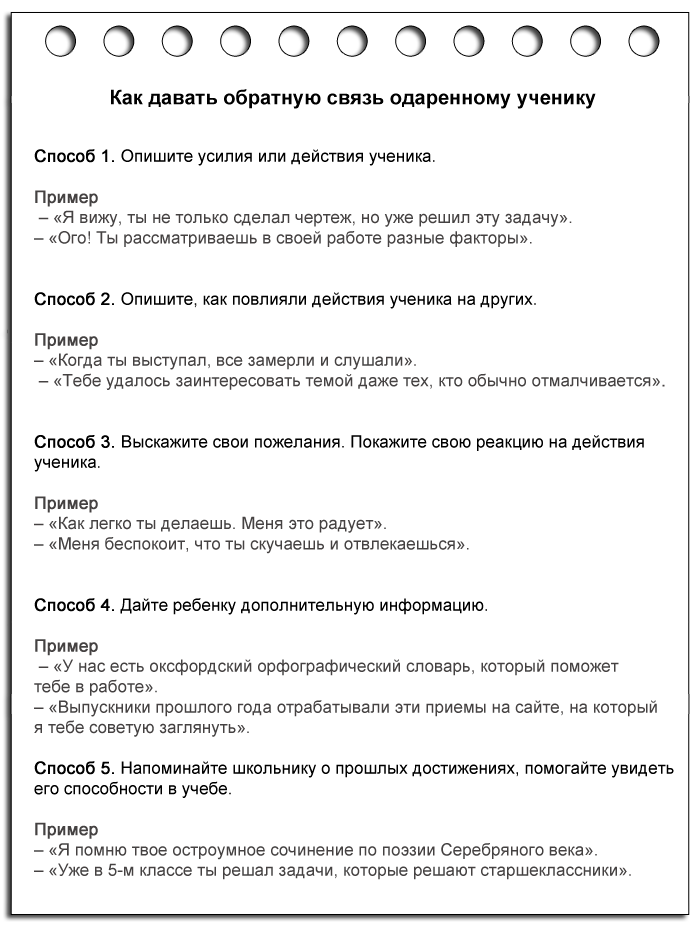 Как давать обратную связь одаренному ученику
Способ 1. Опишите усилия или действия ученика.
Пример
– «Я вижу, ты не только сделал чертеж, но уже решил эту задачу».
– «Ого! Ты рассматриваешь в своей работе разные факторы».
Способ 2. Опишите, как повлияли действия ученика на других.
Пример
– «Когда ты выступал, все замерли и слушали».
– «Тебе удалось заинтересовать темой даже тех, кто обычно отмалчивается».
Способ 3. Выскажите свои пожелания. Покажите свою реакцию на действия
ученика.
Пример
– «Как легко ты делаешь. Меня это радует».
– «Меня беспокоит, что ты скучаешь и отвлекаешься».
Способ 4. Дайте ребенку дополнительную информацию.
Пример
– «У нас есть оксфордский орфографический словарь, который поможет
тебе в работе».
– «Выпускники прошлого года отрабатывали эти приемы на сайте, на который
я тебе советую заглянуть».
Способ 5. Напоминайте школьнику о прошлых достижениях, помогайте увидеть
его способности в учебе.
Пример
– «Я помню твое остроумное сочинение по поэзии Серебряного века».
– «Уже в 5-м классе ты решал задачи, которые решают старшеклассники».